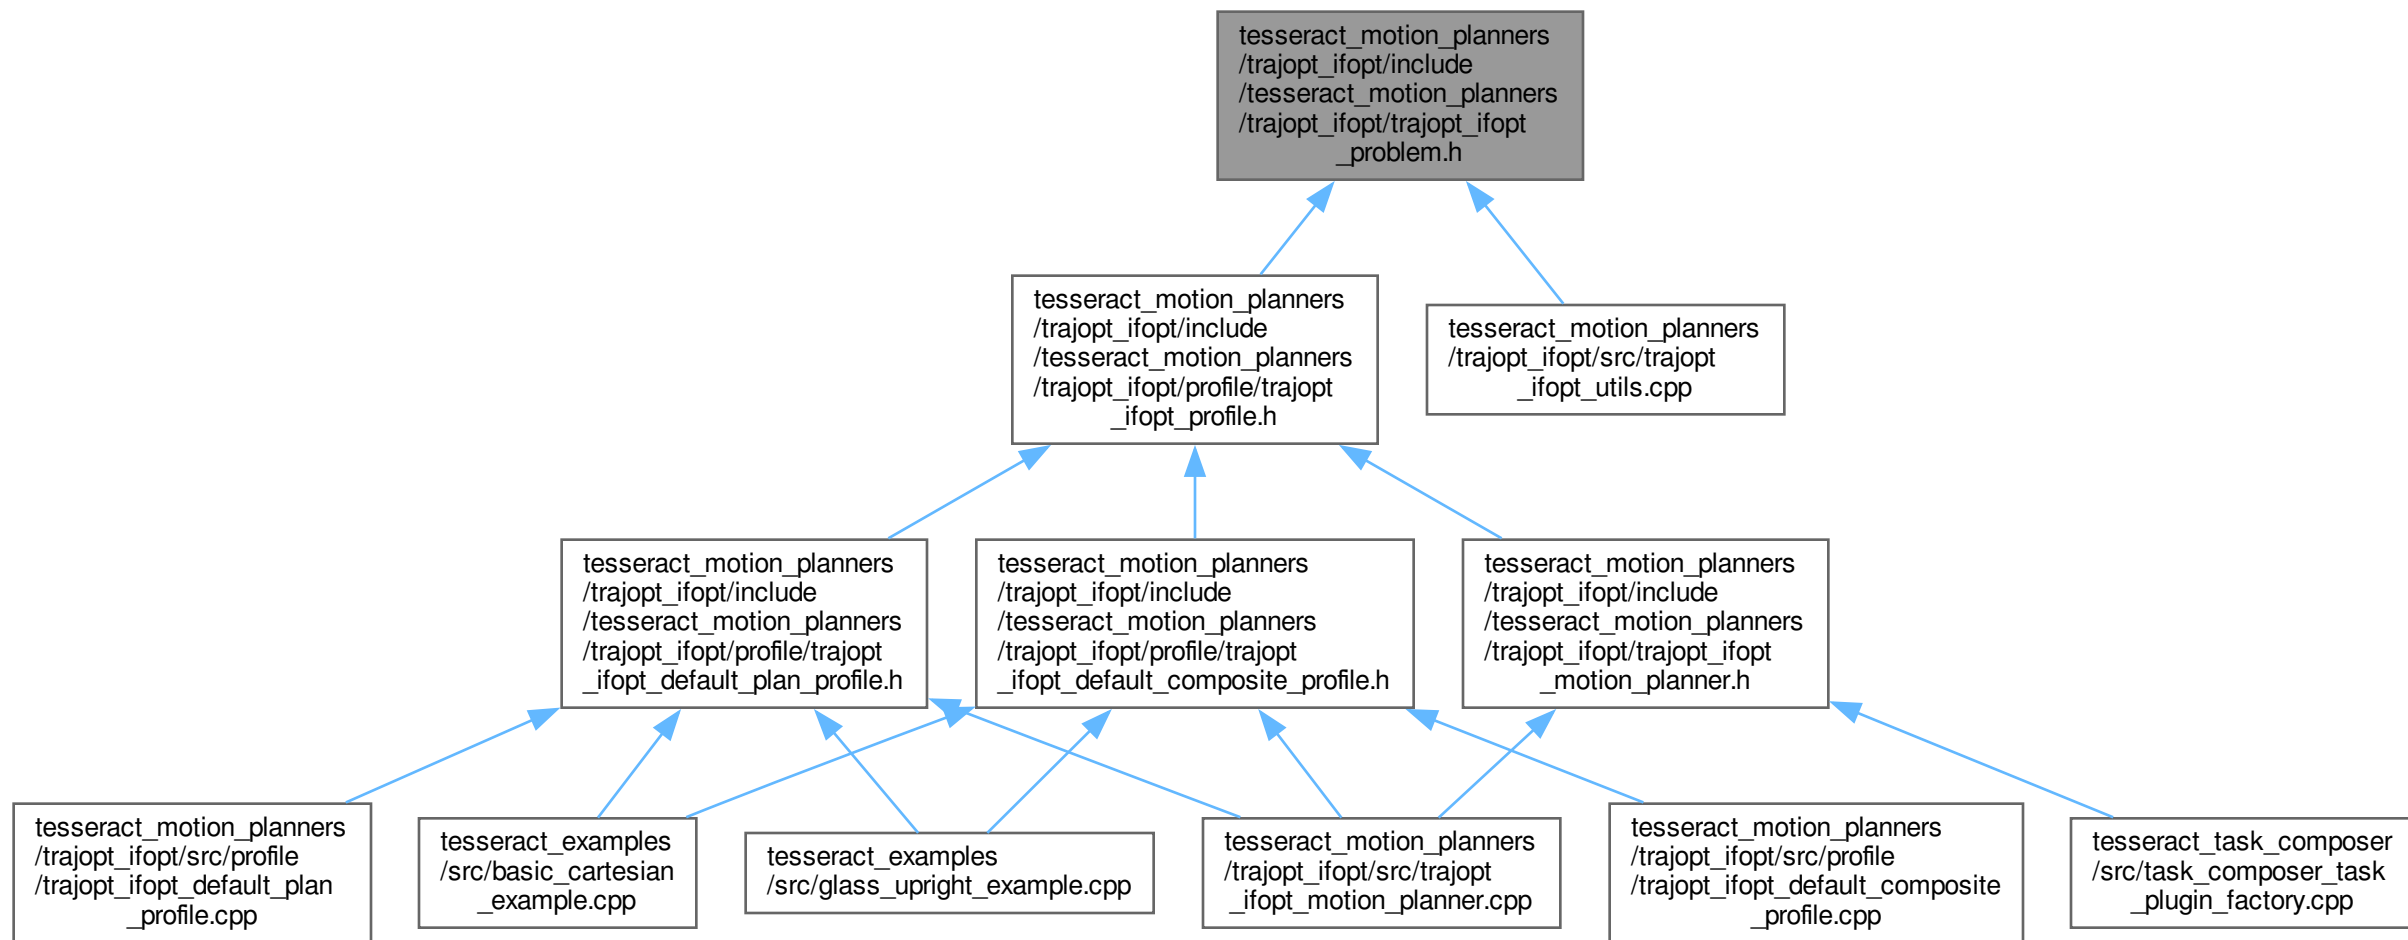 tesseract_motion_planners
/trajopt_ifopt/include
/tesseract_motion_planners
/trajopt_ifopt/trajopt_ifopt
_problem.h
tesseract_motion_planners
/trajopt_ifopt/include
/tesseract_motion_planners
/trajopt_ifopt/profile/trajopt
_ifopt_profile.h
tesseract_motion_planners
/trajopt_ifopt/src/trajopt
_ifopt_utils.cpp
tesseract_motion_planners
/trajopt_ifopt/include
/tesseract_motion_planners
/trajopt_ifopt/profile/trajopt
_ifopt_default_plan_profile.h
tesseract_motion_planners
/trajopt_ifopt/include
/tesseract_motion_planners
/trajopt_ifopt/profile/trajopt
_ifopt_default_composite_profile.h
tesseract_motion_planners
/trajopt_ifopt/include
/tesseract_motion_planners
/trajopt_ifopt/trajopt_ifopt
_motion_planner.h
tesseract_motion_planners
/trajopt_ifopt/src/profile
/trajopt_ifopt_default_plan
_profile.cpp
tesseract_examples
/src/basic_cartesian
_example.cpp
tesseract_examples
/src/glass_upright_example.cpp
tesseract_motion_planners
/trajopt_ifopt/src/trajopt
_ifopt_motion_planner.cpp
tesseract_motion_planners
/trajopt_ifopt/src/profile
/trajopt_ifopt_default_composite
_profile.cpp
tesseract_task_composer
/src/task_composer_task
_plugin_factory.cpp